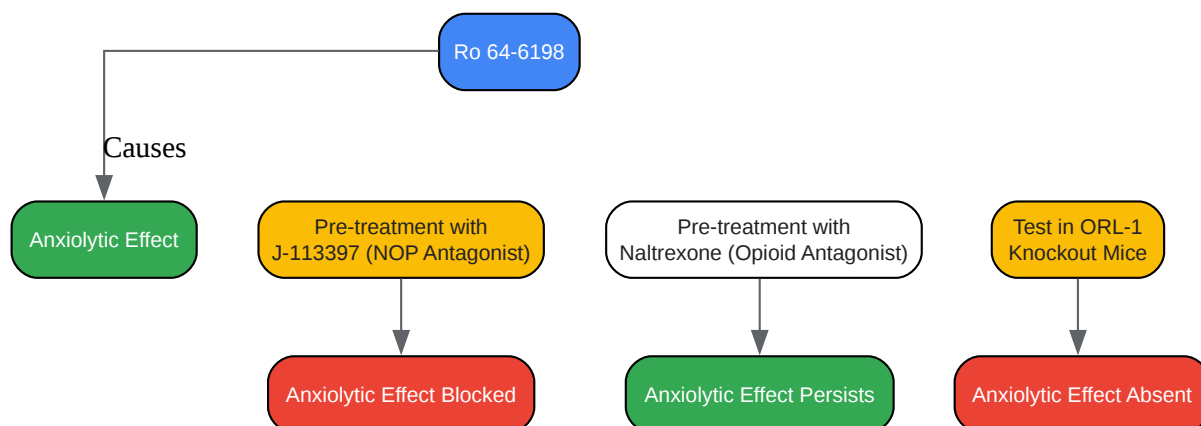 Ro 64-6198
Causes
Anxiolytic Effect
Pre-treatment with
J-113397 (NOP Antagonist)
Pre-treatment with
Naltrexone (Opioid Antagonist)
Test in ORL-1
Knockout Mice
Anxiolytic Effect Blocked
Anxiolytic Effect Persists
Anxiolytic Effect Absent